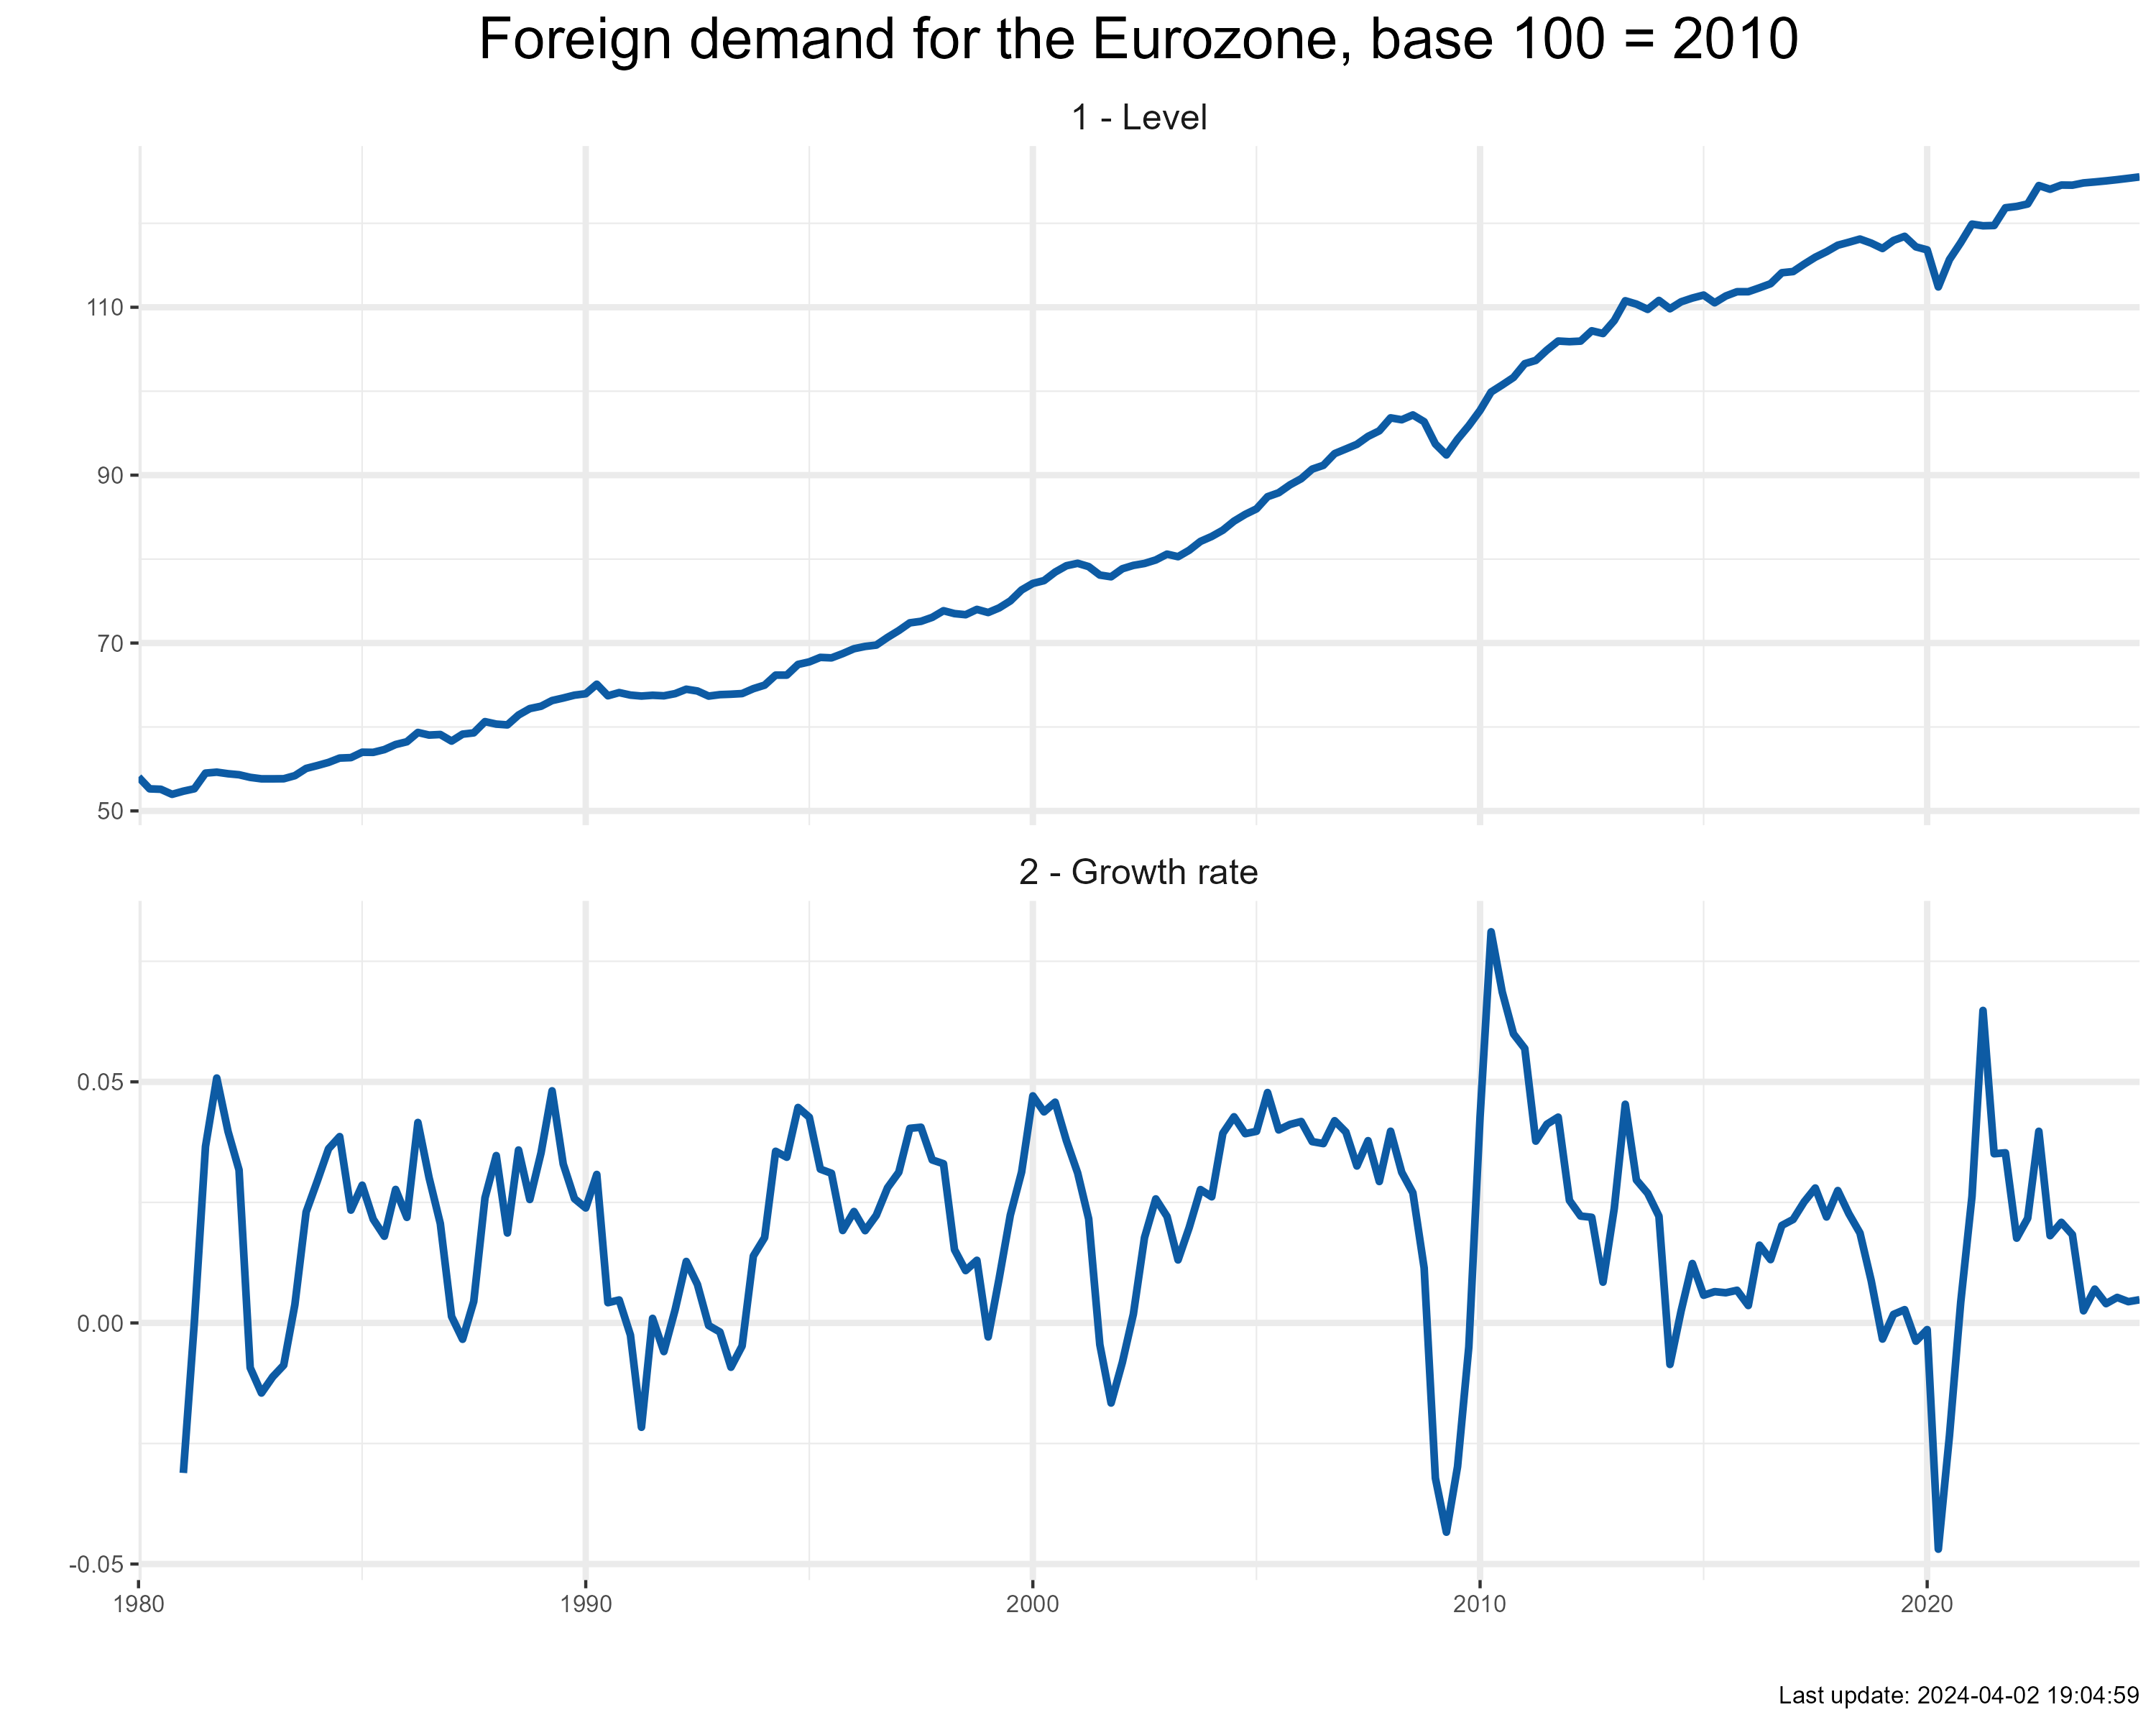 Foreign demand for the Eurozone, base 100 = 2010
1 - Level
110
90
70
50
2 - Growth rate
0.05
0.00
-0.05
1980 1990 2000 2010 2020
Last update: 2024-04-02 19:04:59